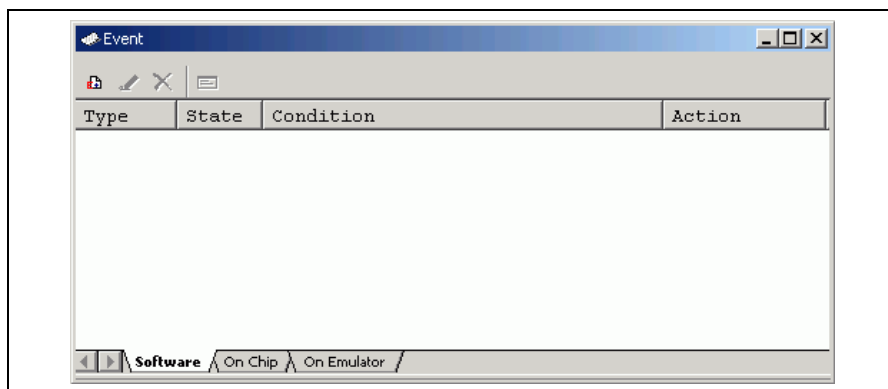 Event
Type State Condition Action
Software On Chip On Emulator